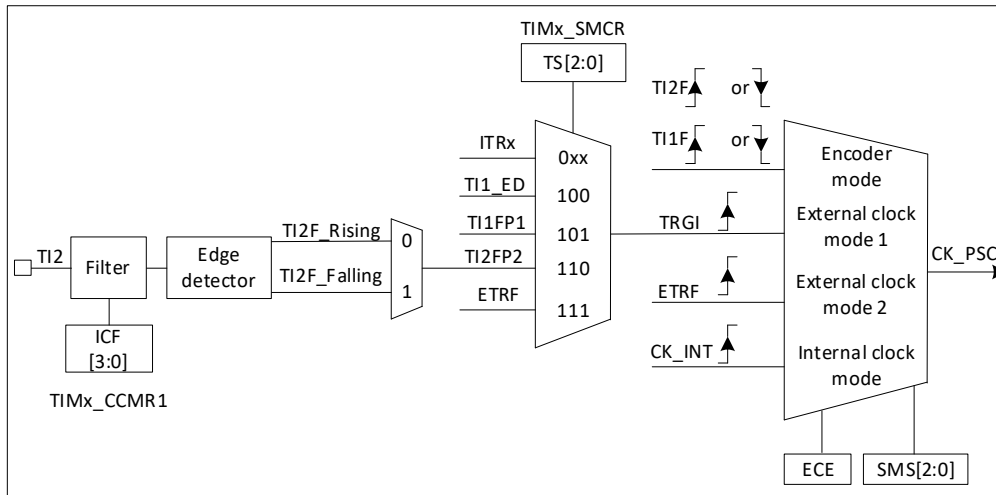 TIMx_SMCR
TS[2:0]
TI2F or
TI1F or
ITRx
0xx
Encoder
mode
TI1_ED
100
TI1FP1
101
TRGI
External clock
mode 1
TI2
Filter
Edge
detector
TI2F_Rising
0
TI2F_Falling
1
TI2FP2
110
ETRF
111
ETRF
External clock
mode 2
CK_PSC
CK_INT
Internal clock
mode
ICF
[3:0]
TIMx_CCMR1
ECE
SMS[2:0]